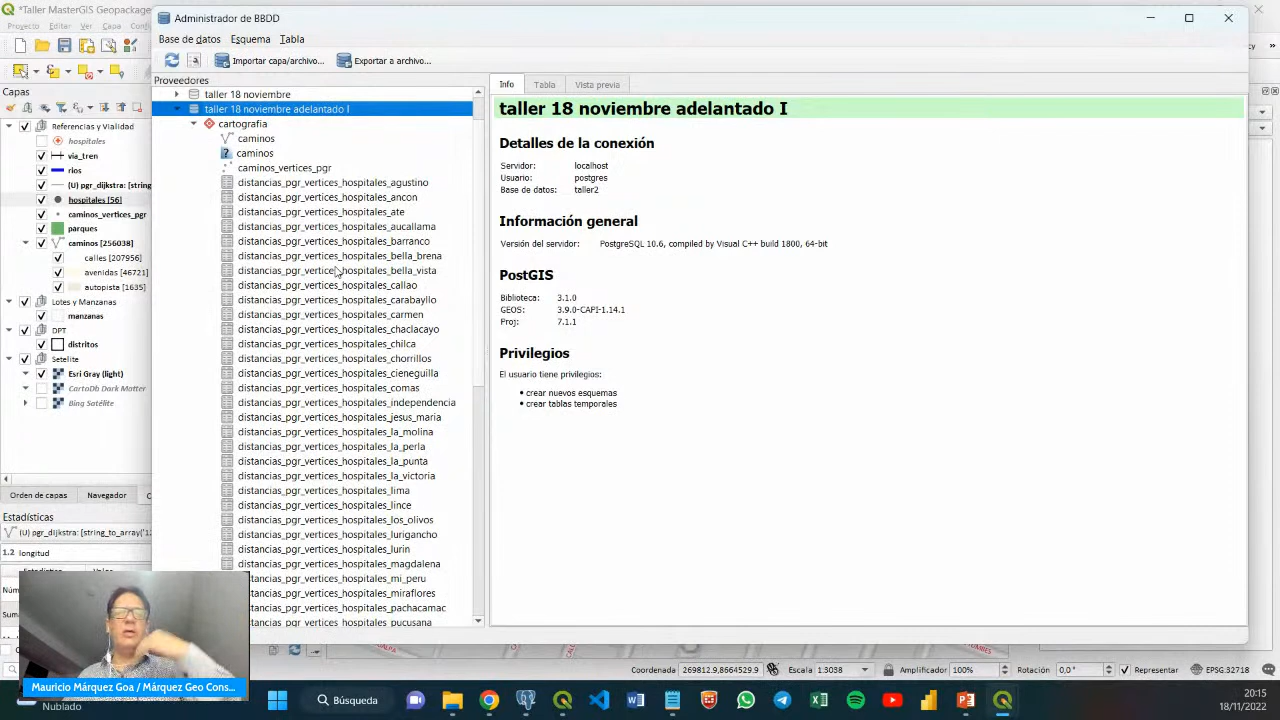 *Taller MasterGIS Geopackage
Administrador de BBDD
Proyecto
Base de datos Esquema Tabla
Importar capa/archivo...
Exportar a archivo...
Proveedores
taller 18 noviembre
taller 18 noviembre adelantado I
cartografia
caminos
caminos
caminos_vertices_pgr
distancias_pgr_vertices_hospitales_agustino
distancias_pgr_vertices_hospitales_ancon
distancias_pgr_vertices_hospitales_ate
distancias_pgr_vertices_hospitales_aucallama
distancias_pgr_vertices_hospitales_barranco
distancias_pgr_vertices_hospitales_bella_brena
distancias_pgr_vertices_hospitales_bella_vista
distancias_pgr_vertices_hospitales_callao
distancias_pgr_vertices_hospitales_carabayllo
distancias_pgr_vertices_hospitales_carmen
distancias_pgr_vertices_hospitales_chaclacayo
distancias_pgr_vertices_hospitales_chilca
distancias_pgr_vertices_hospitales_chorrillos
distancias_pgr_vertices_hospitales_cieneguilla
distancias_pgr_vertices_hospitales_comas
distancias_pgr_vertices_hospitales_independencia
distancias_pgr_vertices_hospitales_jesus_maria
distancias_pgr_vertices_hospitales_la_molina
distancias_pgr_vertices_hospitales_la_perla
distancias_pgr_vertices_hospitales_la_punta
distancias_pgr_vertices_hospitales_la_victoria
distancias_pgr_vertices_hospitales_lima
distancias_pgr_vertices_hospitales_lince
distancias_pgr_vertices_hospitales_los_olivos
distancias_pgr_vertices_hospitales_lurigancho
distancias_pgr_vertices_hospitales_lurin
distancias_pgr_vertices_hospitales_magdalena
distancias_pgr_vertices_hospitales_mi_peru
distancias_pgr_vertices_hospitales_miraflores
distancias_pgr_vertices_hospitales_pachacamac
distancias_pgr_vertices_hospitales_pucusana
Info Tabla Vista previa
taller 18 noviembre adelantado I
Detalles de la conexión
Servidor: localhost
Usuario: postgres
Base de datos: taller2
Información general
Versión del servidor: PostgreSQL 10.6, compiled by Visual C++ build 1800, 64-bit
PostGIS
Biblioteca: 3.1.0
GEOS: 3.9.0-CAPI-1.14.1
Proj: 7.1.1
Privilegios
El usuario tiene privilegios:
crear nuevos esquemas
crear tablas temporales
Capas
Referencias y Vialidad
hospitales
via_tren
rios
(U) pgr_dijkstra: [string
hospitales [56]
caminos_vertices_pgr
parques
caminos [256038]
calles [207956]
avenidas [46721]
autopista [1635]
Lotes y Manzanas
manzanas
DPT
distritos
Setelite
Esri Gray (light)
CartoDb Dark Matter
Bing Satélite
Orden de capas Navegador
Estadísticas
(U) pgr_dijkstra: [string_to_array('12
1.2 longitud
Mauricio Márquez Goa / Márquez Geo Cons...
Coordenada 269812.9,8664529.9 Escala 1:3038 Amplificador 100% Rotación 0,0° Representar EPSG:32718
Nublado
Búsqueda
20:15
18/11/2022